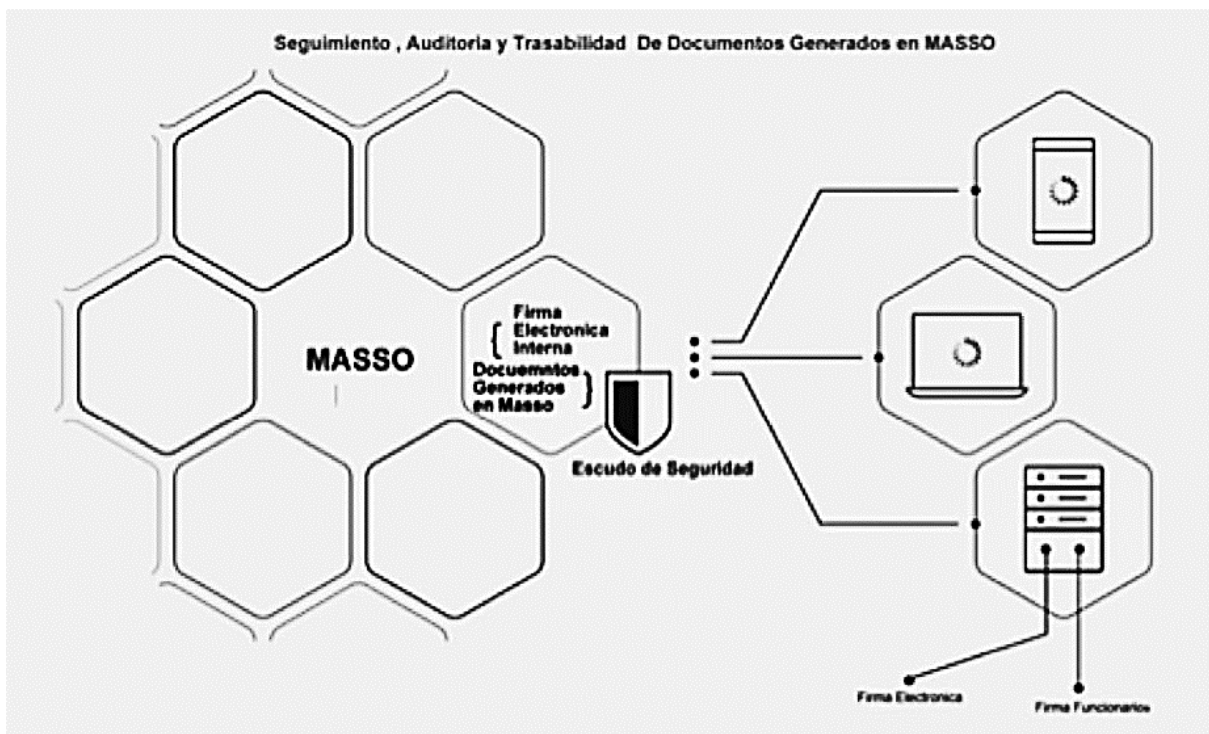 Seguimiento , Auditoria y Trasabilidad De Documentos Generados en MASSO
MASSO
Firma
Electronica
Interna
Docuemntos
Generados
en Masso
Escudo de Seguridad
Firma Electronica
Firma Funcionarios